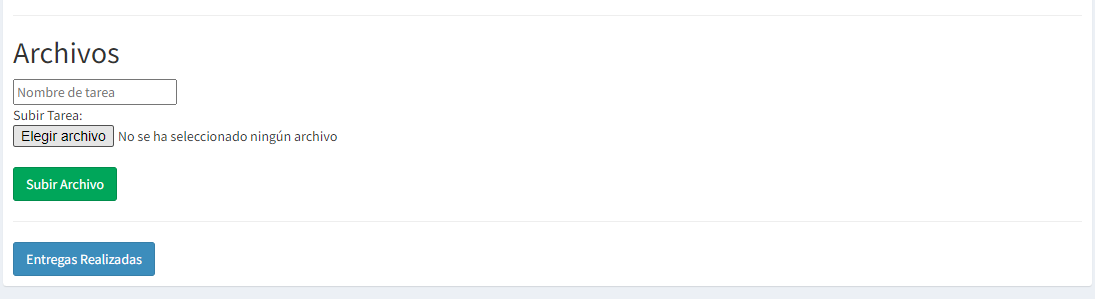 Archivos
Nombre de tarea
Subir Tarea:
Elegir archivo No se ha seleccionado ningún archivo
Subir Archivo
Entregas Realizadas